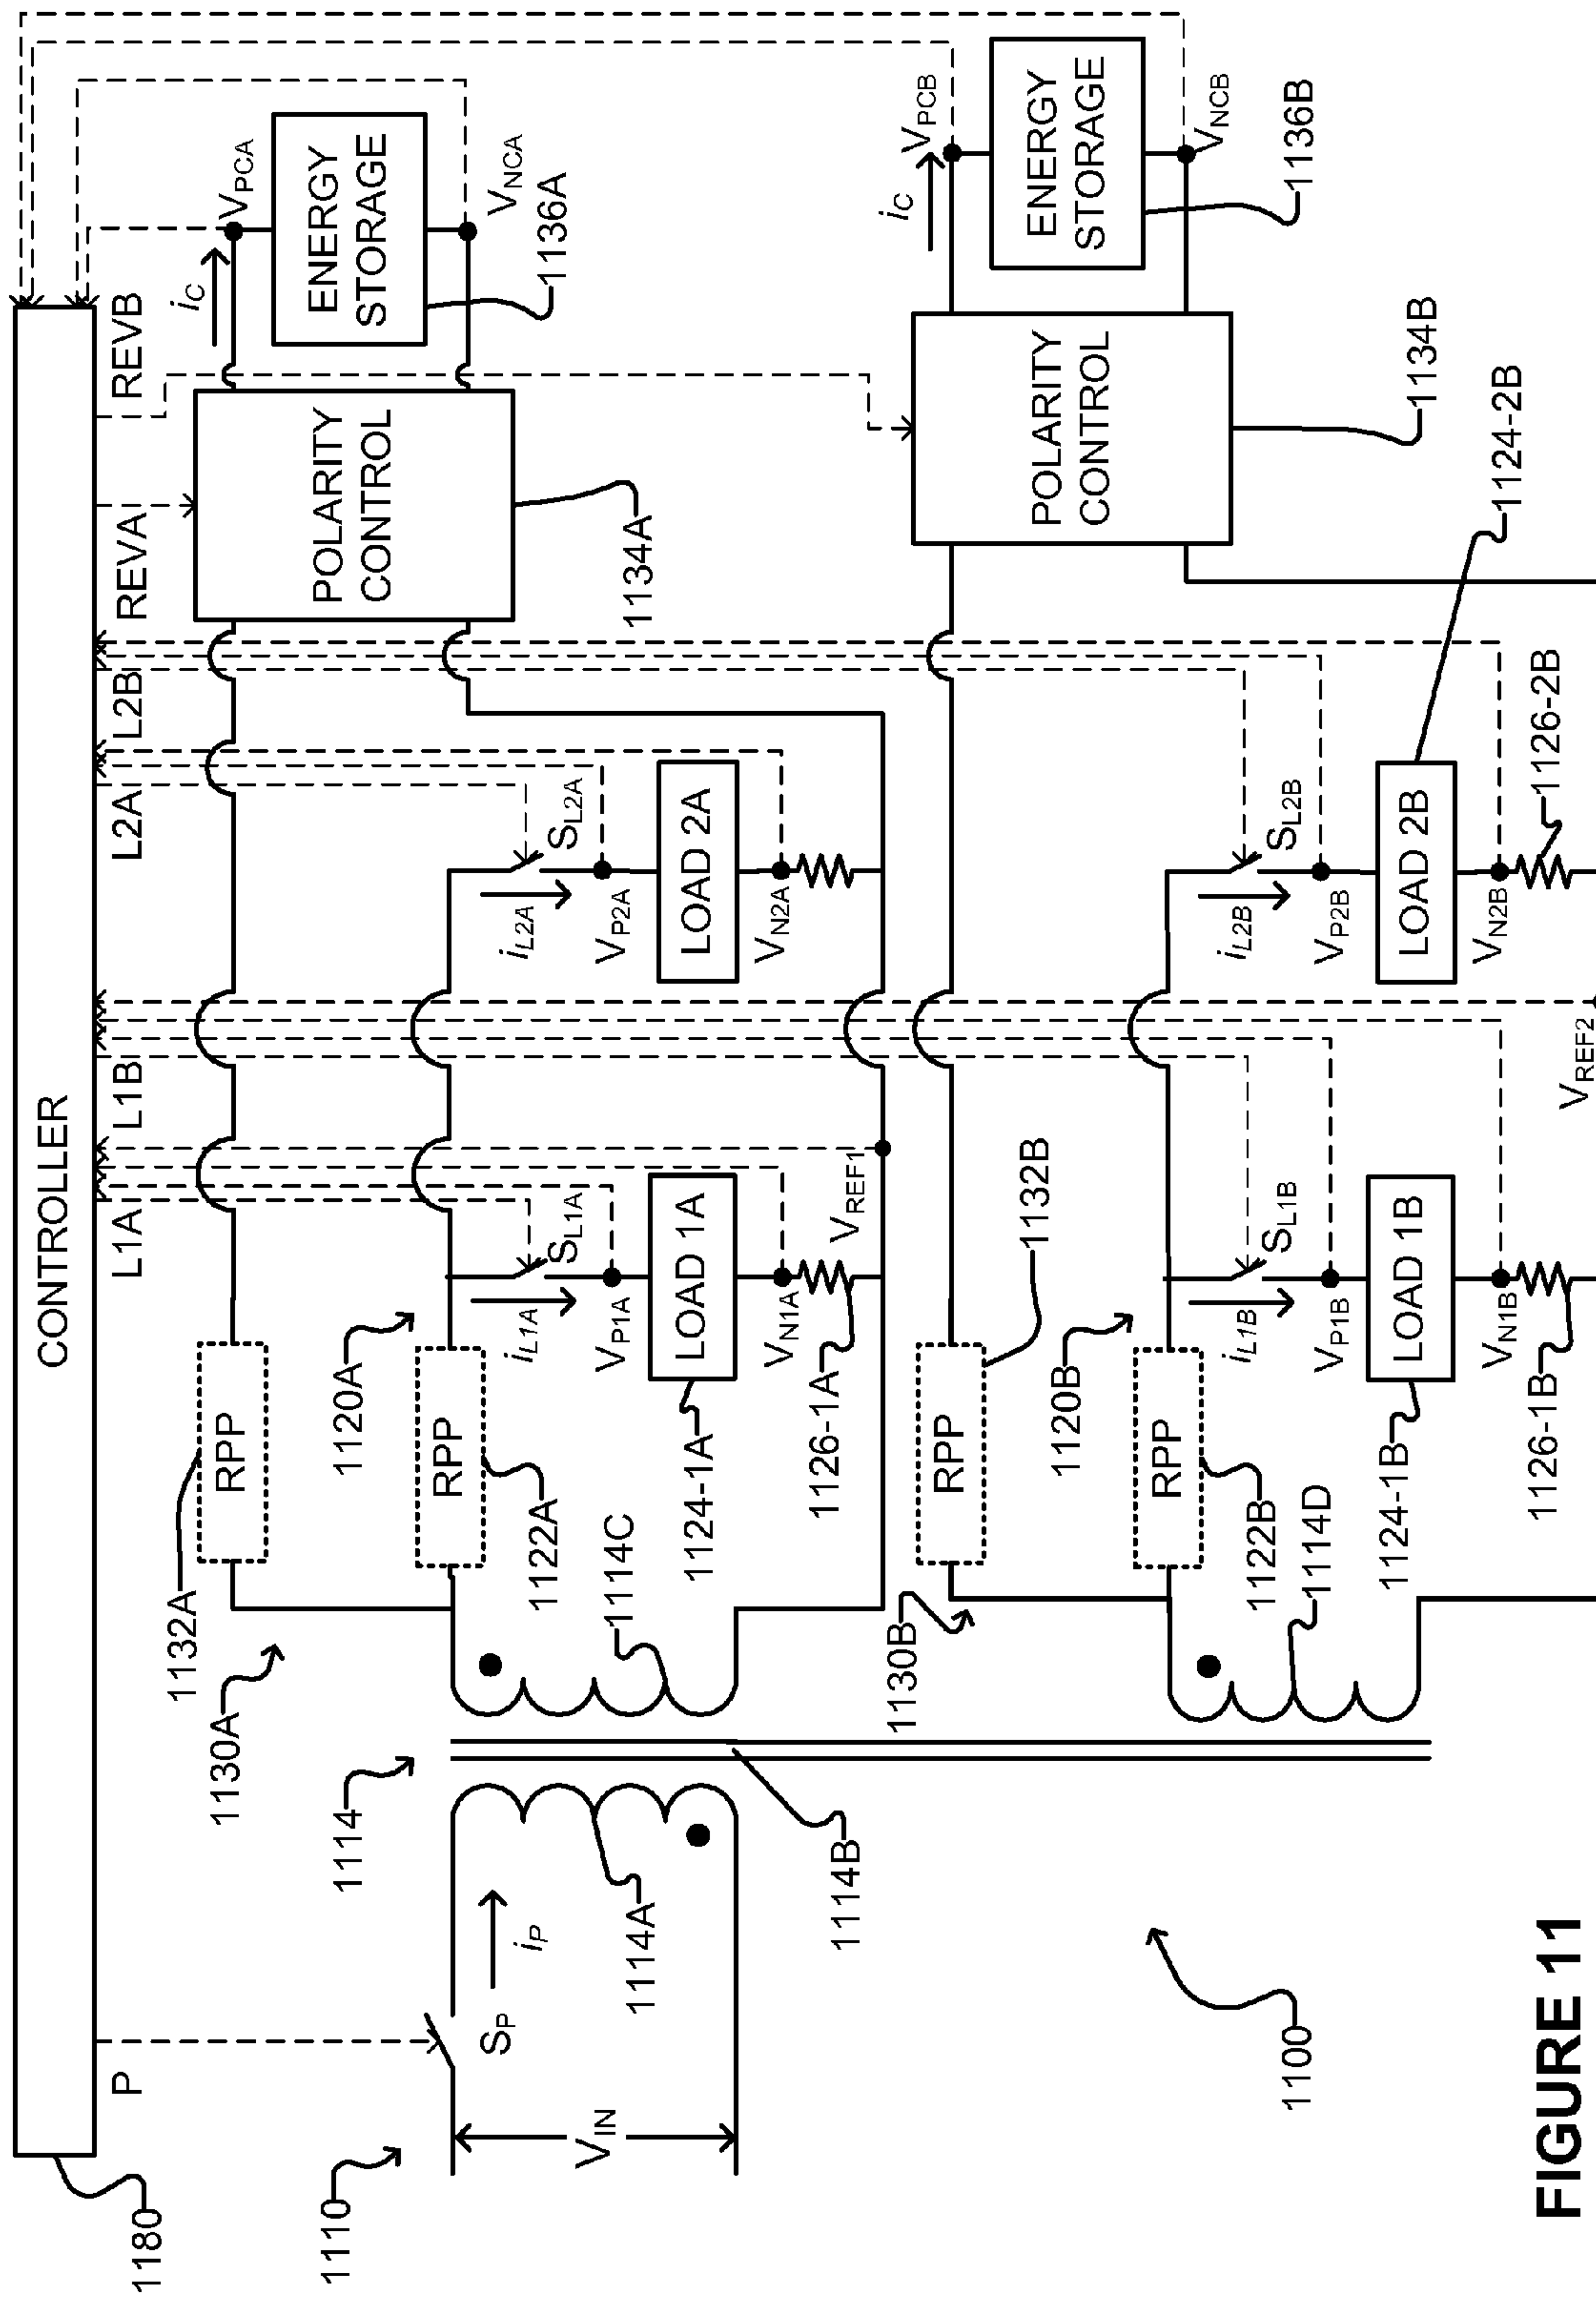 CONTROLLER
1180
P
L1A
L1B
L2A
L2B
REVA
REVB
1110
VIN
SP
iP
1114
1114A
1114B
1114C
1130A
1132A
RPP
1120A
RPP
1122A
iL1A
SL1A
VP1A
LOAD 1A
1124-1A
VN1A
1126-1A
VREF1
iL2A
SL2A
VP2A
LOAD 2A
VN2A
POLARITY
CONTROL
1134A
iC
VPCA
ENERGY
STORAGE
VNCA
1136A
1130B
RPP
1132B
1120B
RPP
1122B
1114D
iL1B
SL1B
VP1B
LOAD 1B
1124-1B
VN1B
1126-1B
VREF2
iL2B
SL2B
VP2B
LOAD 2B
1124-2B
VN2B
1126-2B
POLARITY
CONTROL
1134B
iC
VPCB
ENERGY
STORAGE
VNCB
1136B
1100
FIGURE 11